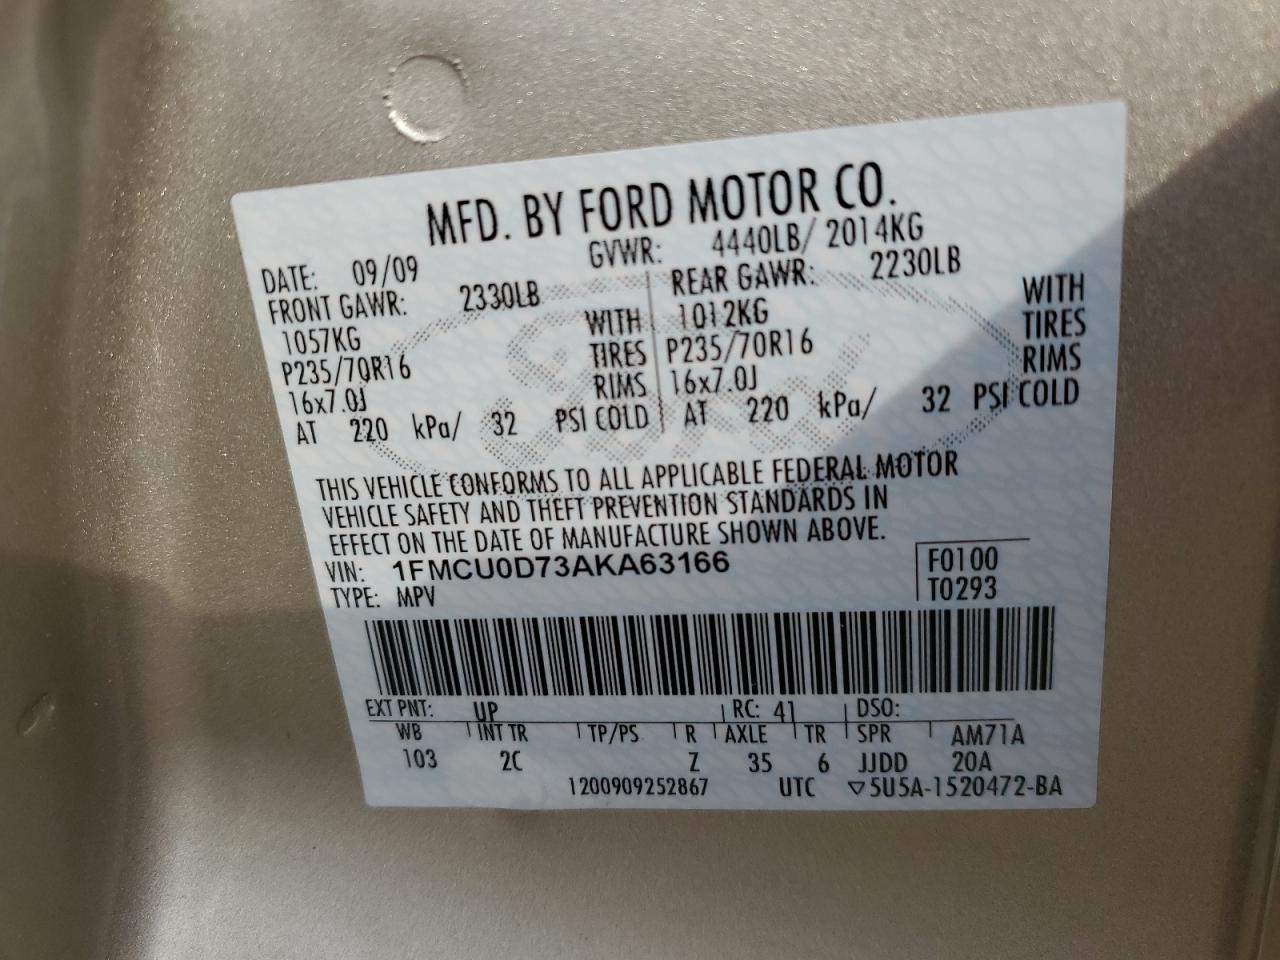 MFD. BY FORD MOTOR CO.
DATE: 09/09 GVWR: 4440LB/ 2014KG
FRONT GAWR: 2330LB REAR GAWR: 2230LB
1057KG WITH 1012KG WITH
P235/70R16 TIRES P235/70R16 TIRES
16x7.0J RIMS 16x7.0J RIMS
AT 220 kPa/ 32 PSI COLD AT 220 kPa/ 32 PSI COLD
THIS VEHICLE CONFORMS TO ALL APPLICABLE FEDERAL MOTOR
VEHICLE SAFETY AND THEFT PREVENTION STANDARDS IN
EFFECT ON THE DATE OF MANUFACTURE SHOWN ABOVE.
VIN: 1FMCU0D73AKA63166 F0100
TYPE: MPV T0293
EXT PNT: UP RC: 41 DSO:
WB INT TR TP/PS R AXLE TR SPR AM71A
103 2C Z 35 6 JJDD 20A
1200909252867 UTC ▽5U5A-1520472-BA
Ford